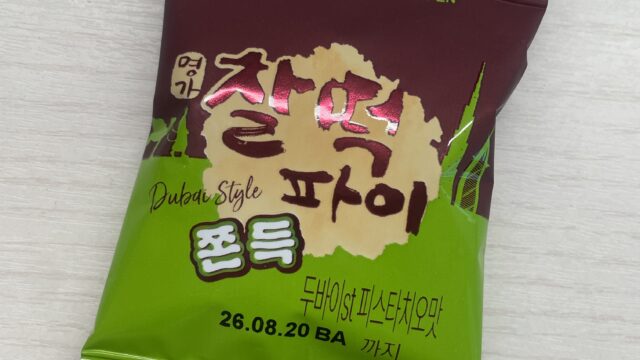 명가
찰떡
파이
Dubai Style
쫀득
두바이st 피스타치오맛
26.08.20 BA
까지